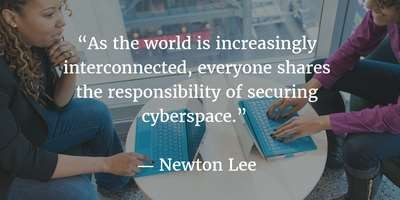 “As the world is increasingly
interconnected, everyone shares
the responsibility of securing
cyberspace.”
— Newton Lee